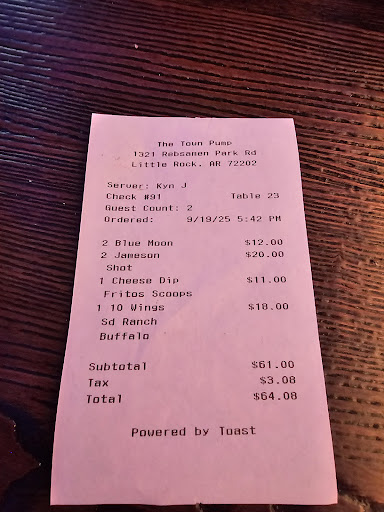 The Town Pump
1321 Rebsamen Park Rd
Little Rock, AR 72202
Server: Kyn J
Check #91 Table 23
Guest Count: 2
Ordered: 9/19/25 5:42 PM
2 Blue Moon $12.00
2 Jameson $20.00
Shot
1 Cheese Dip $11.00
Fritos Scoops
1 10 Wings $18.00
Sd Ranch
Buffalo
Subtotal $61.00
Tax $3.08
Total $64.08
Powered by Toast